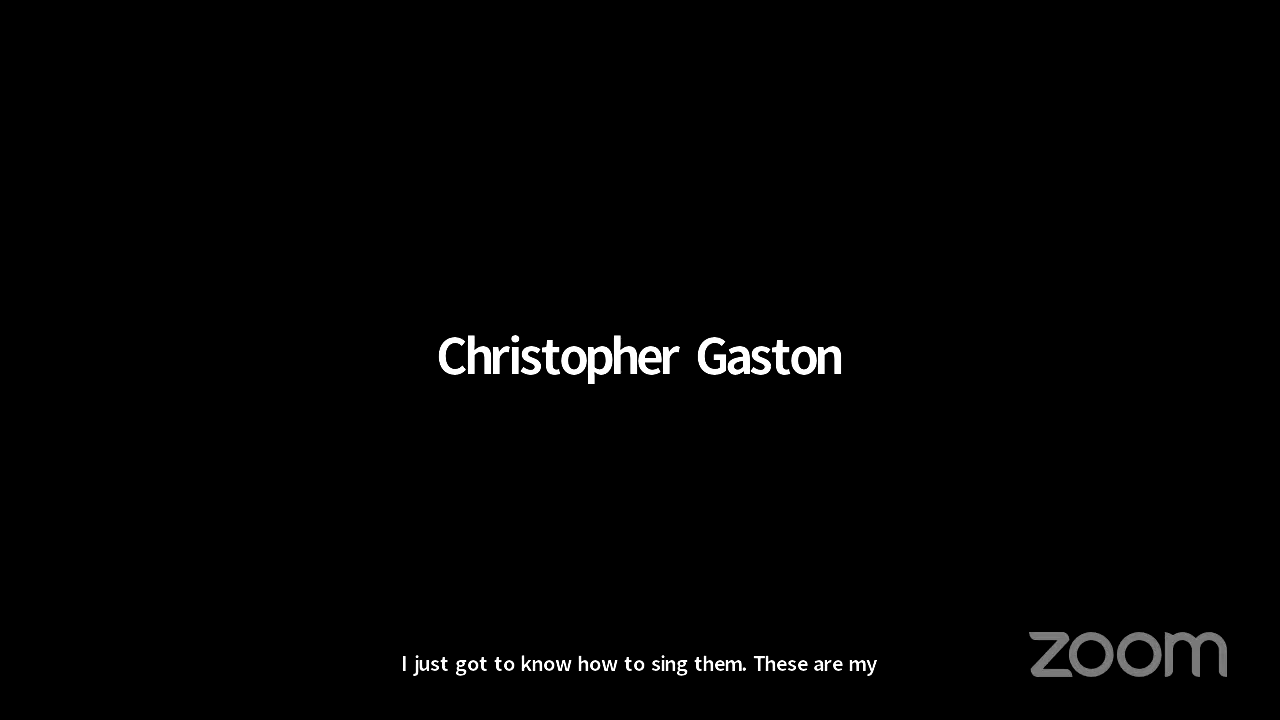 Christopher Gaston
I just got to know how to sing them. These are my
zoom